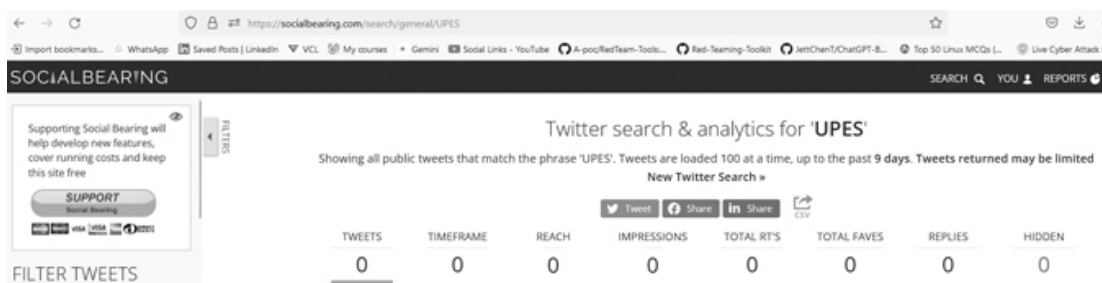 https://socialbearing.com/search/general/UPES
Import bookmarks... WhatsApp Saved Posts | LinkedIn VCL My courses Gemini Social Links - YouTube A-poc/RedTeam-Tools:... Red-Teaming-Toolkit JettChenT/ChatGPT-B... Top 50 Linux MCQs (... Live Cyber Attack
SOCIALBEARING
SEARCH YOU REPORTS
Supporting Social Bearing will
help develop new features,
cover running costs and keep
this site free
SUPPORT
Social Bearing
VISA VISA
FILTERS
FILTER TWEETS
Twitter search & analytics for 'UPES'
Showing all public tweets that match the phrase 'UPES'. Tweets are loaded 100 at a time, up to the past 9 days. Tweets returned may be limited
New Twitter Search »
Tweet Share in Share CSV
TWEETS TIMEFRAME REACH IMPRESSIONS TOTAL RT'S TOTAL FAVES REPLIES HIDDEN
0 0 0 0 0 0 0 0